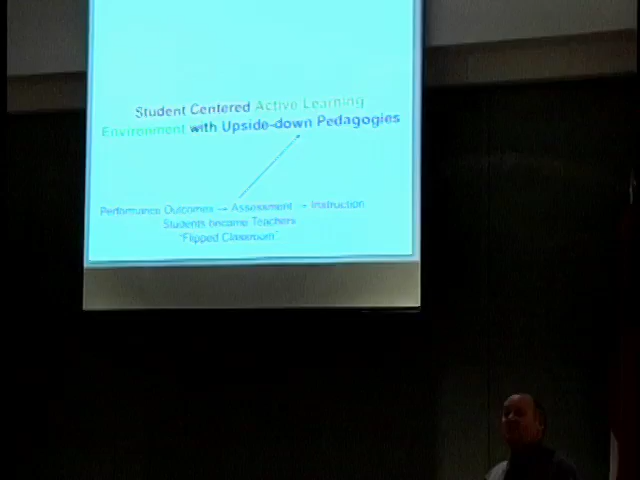 Student Centered Active Learning
Environment with Upside-down Pedagogies
Performance Outcomes → Assessment → Instruction
Students become Teachers
"Flipped Classroom"